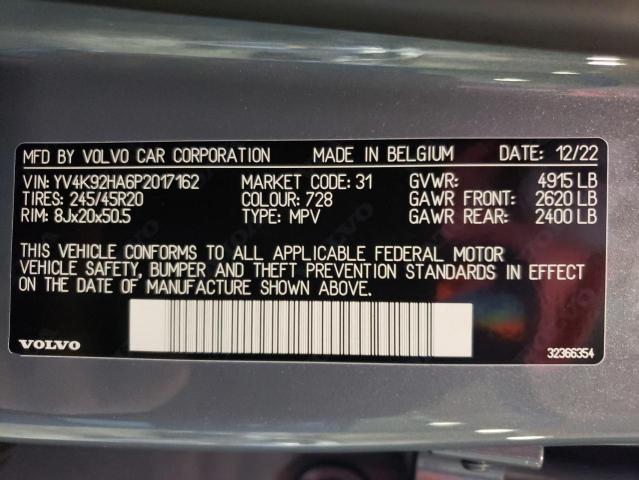 MFD BY VOLVO CAR CORPORATION MADE IN BELGIUM DATE: 12/22
VIN: YV4K92HA6P2017162 MARKET CODE: 31 GVWR: 4915 LB
TIRES: 245/45R20 COLOUR: 728 GAWR FRONT: 2620 LB
RIM: 8Jx20x50.5 TYPE: MPV GAWR REAR: 2400 LB
THIS VEHICLE CONFORMS TO ALL APPLICABLE FEDERAL MOTOR
VEHICLE SAFETY, BUMPER AND THEFT PREVENTION STANDARDS IN EFFECT
ON THE DATE OF MANUFACTURE SHOWN ABOVE.
VOLVO 32366354